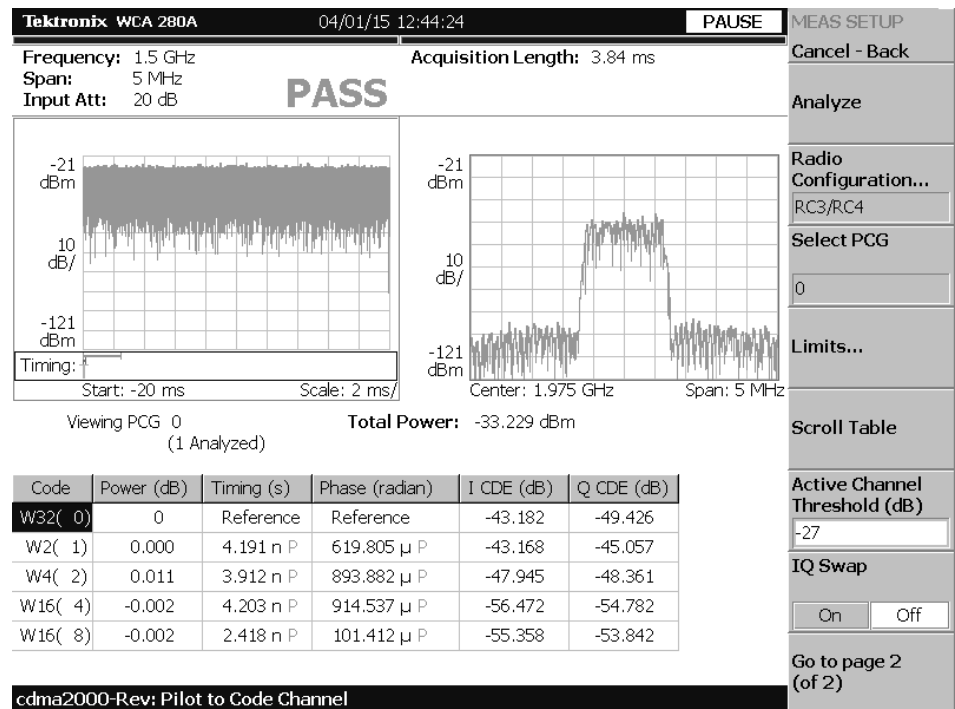 Tektronix WCA 280A 04/01/15 12:44:24 PAUSE
Frequency: 1.5 GHz
Span: 5 MHz
Input Att: 20 dB
PASS
Acquisition Length: 3.84 ms
-21
dBm
10
dB/
-121
dBm
Timing:
Start: -20 ms Scale: 2 ms/
-21
dBm
10
dB/
-121
dBm
Center: 1.975 GHz Span: 5 MHz
Viewing PCG 0
(1 Analyzed)
Total Power: -33.229 dBm
Code Power (dB) Timing (s) Phase (radian) I CDE (dB) Q CDE (dB)
W32( 0) 0 Reference Reference -43.182 -49.426
W2( 1) 0.000 4.191 n P 619.805 µ P -43.168 -45.057
W4( 2) 0.011 3.912 n P 893.882 µ P -47.945 -48.361
W16( 4) -0.002 4.203 n P 914.537 µ P -56.472 -54.782
W16( 8) -0.002 2.418 n P 101.412 µ P -55.358 -53.842
cdma2000-Rev: Pilot to Code Channel
MEAS SETUP
Cancel - Back
Analyze
Radio
Configuration...
RC3/RC4
Select PCG
0
Limits...
Scroll Table
Active Channel
Threshold (dB)
-27
IQ Swap
On Off
Go to page 2
(of 2)